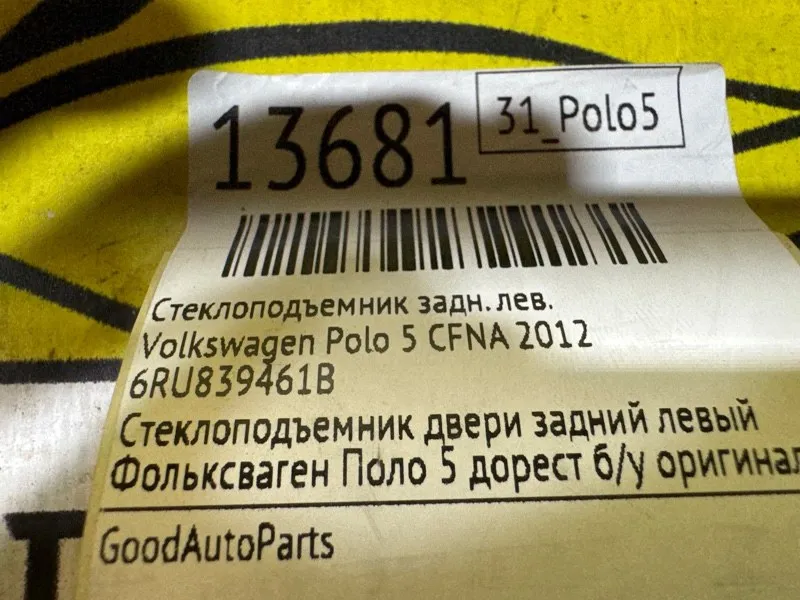 13681
31_Polo5
Стеклоподъемник задн.лев.
Volkswagen Polo 5 CFNA 2012
6RU839461B
Стеклоподъемник двери задний левый
Фольксваген Поло 5 дорест б/у оригинал
GoodAutoParts